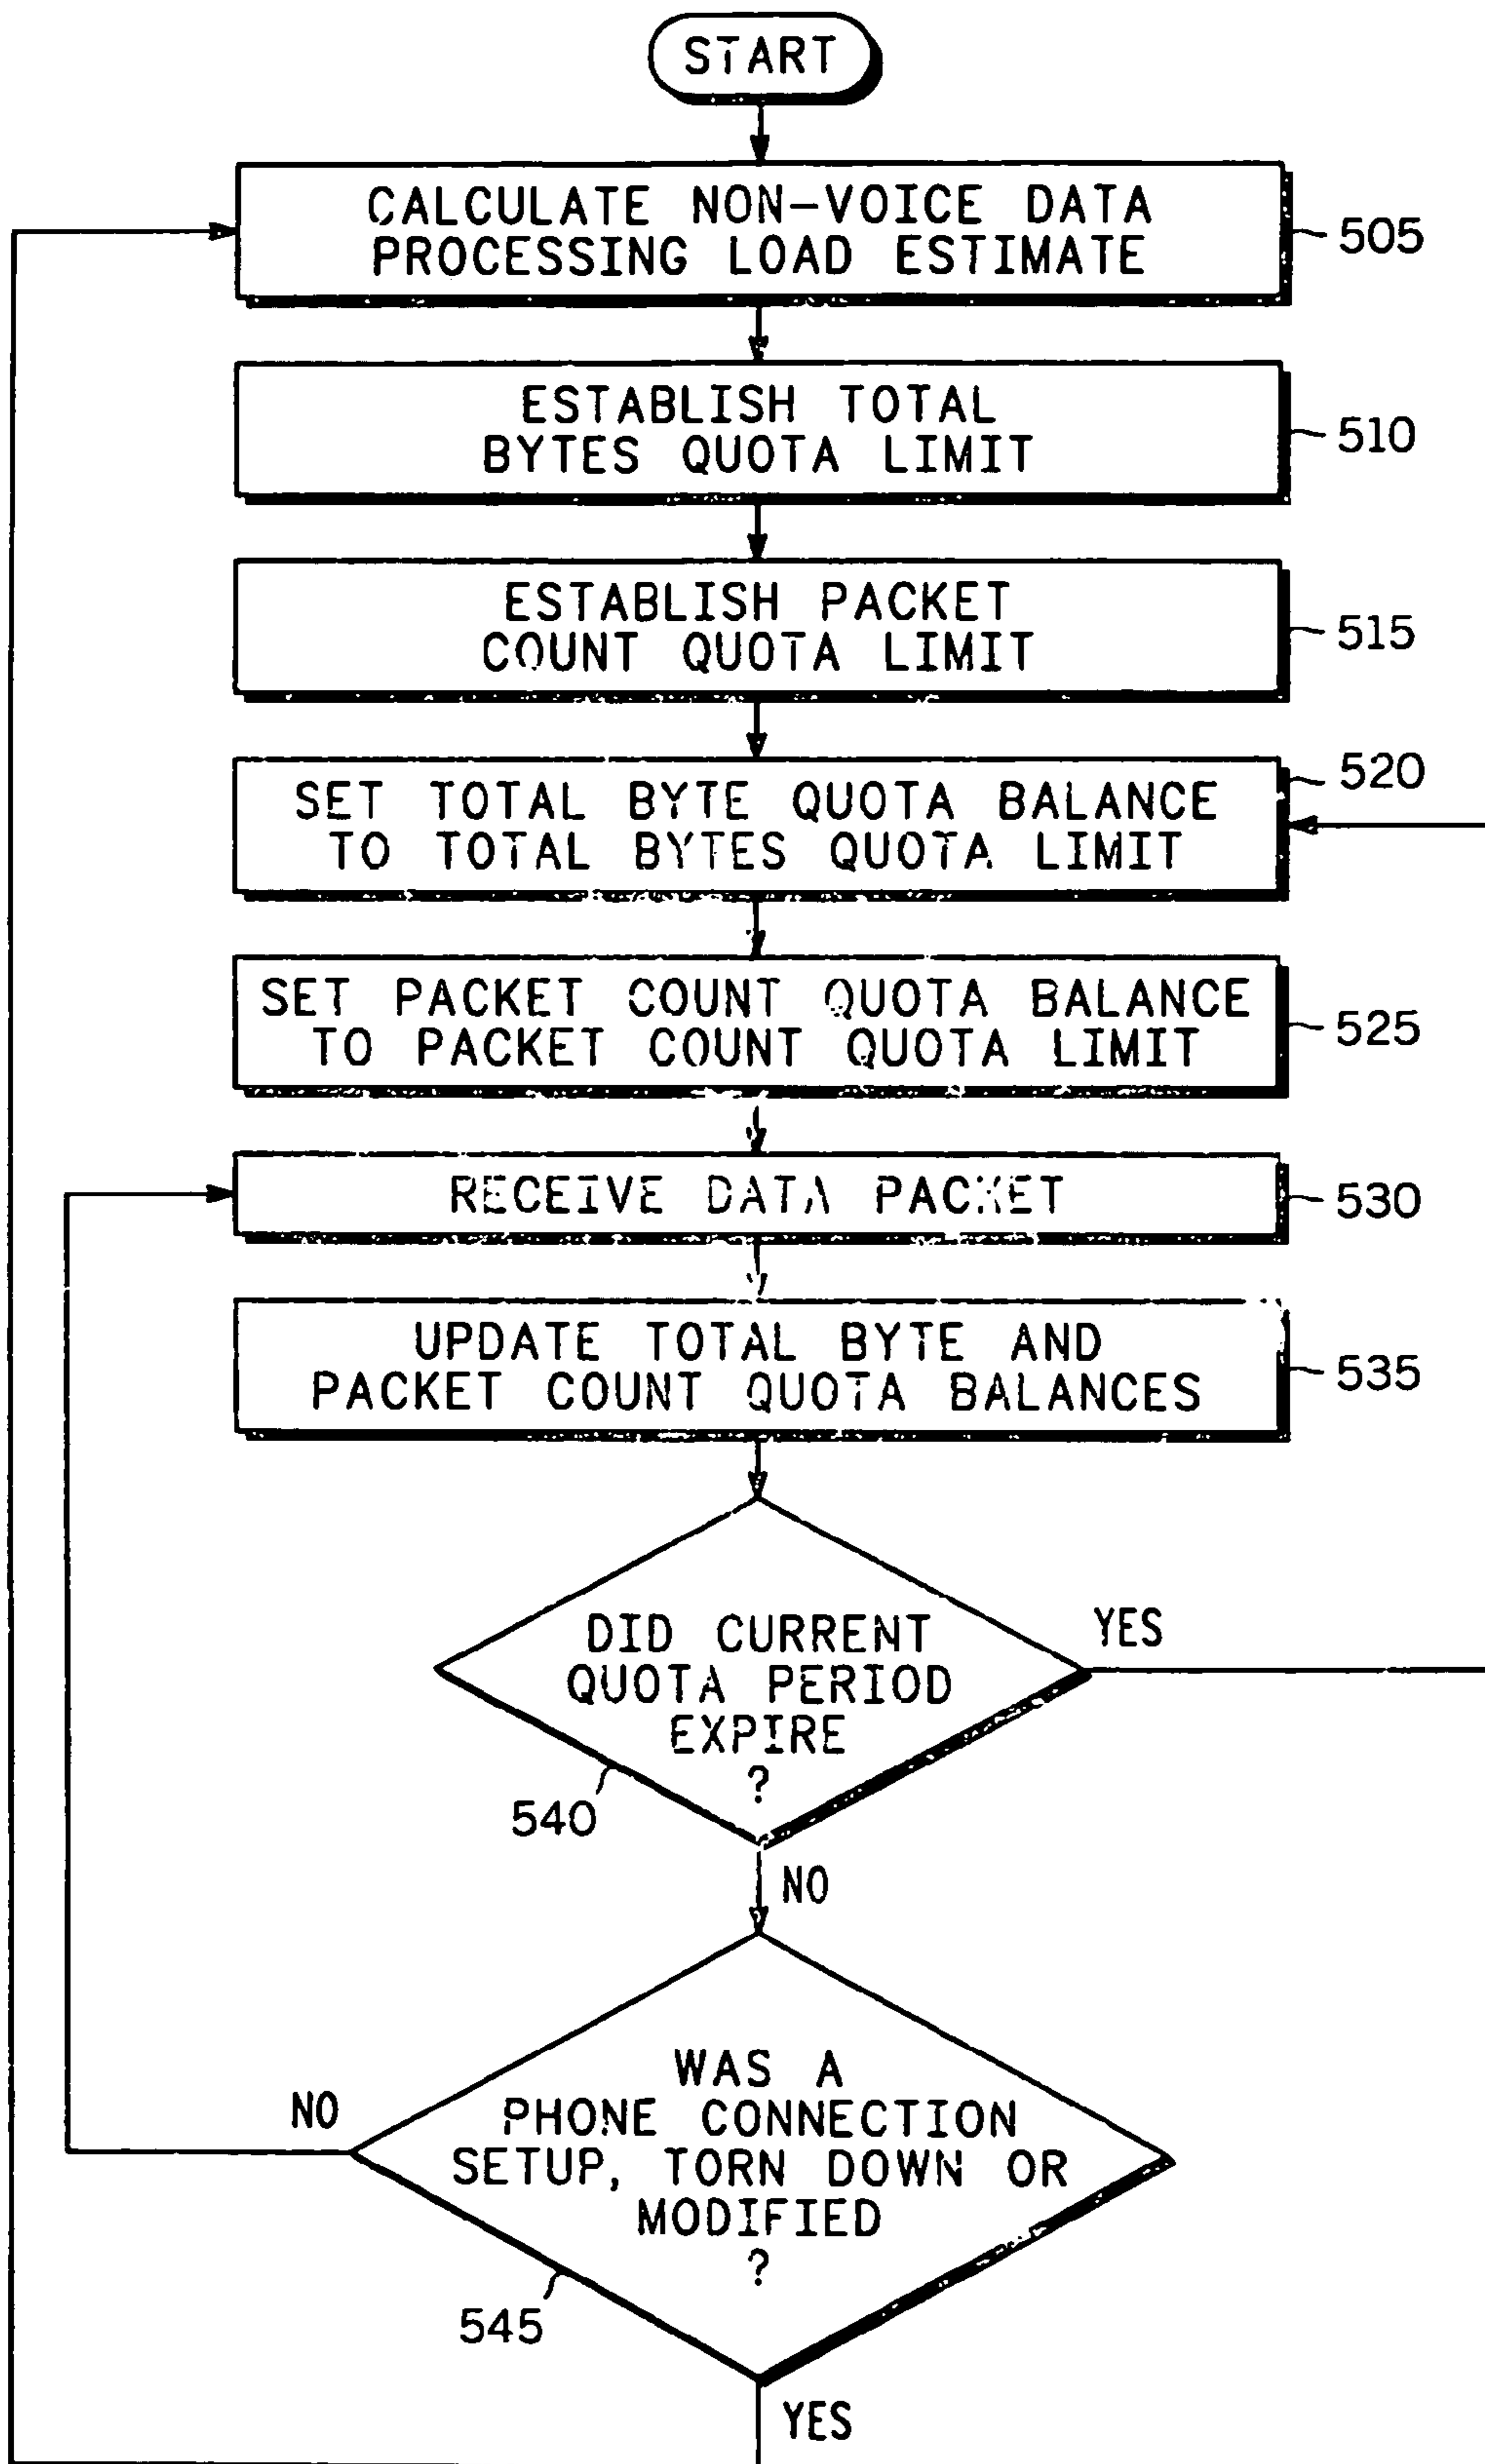 START
CALCULATE NON-VOICE DATA
PROCESSING LOAD ESTIMATE
505
ESTABLISH TOTAL
BYTES QUOTA LIMIT
510
ESTABLISH PACKET
COUNT QUOTA LIMIT
515
SET TOTAL BYTE QUOTA BALANCE
TO TOTAL BYTES QUOTA LIMIT
520
SET PACKET COUNT QUOTA BALANCE
TO PACKET COUNT QUOTA LIMIT
525
RECEIVE DATA PACKET
530
UPDATE TOTAL BYTE AND
PACKET COUNT QUOTA BALANCES
535
DID CURRENT
QUOTA PERIOD
EXPIRE
?
YES
540
NO
WAS A
PHONE CONNECTION
SETUP, TORN DOWN OR
MODIFIED
?
NO
545
YES